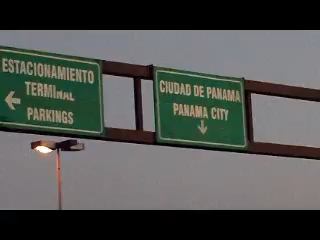 ESTACIONAMIENTO
TERMINAL
PARKINGS
CIUDAD DE PANAMA
PANAMA CITY